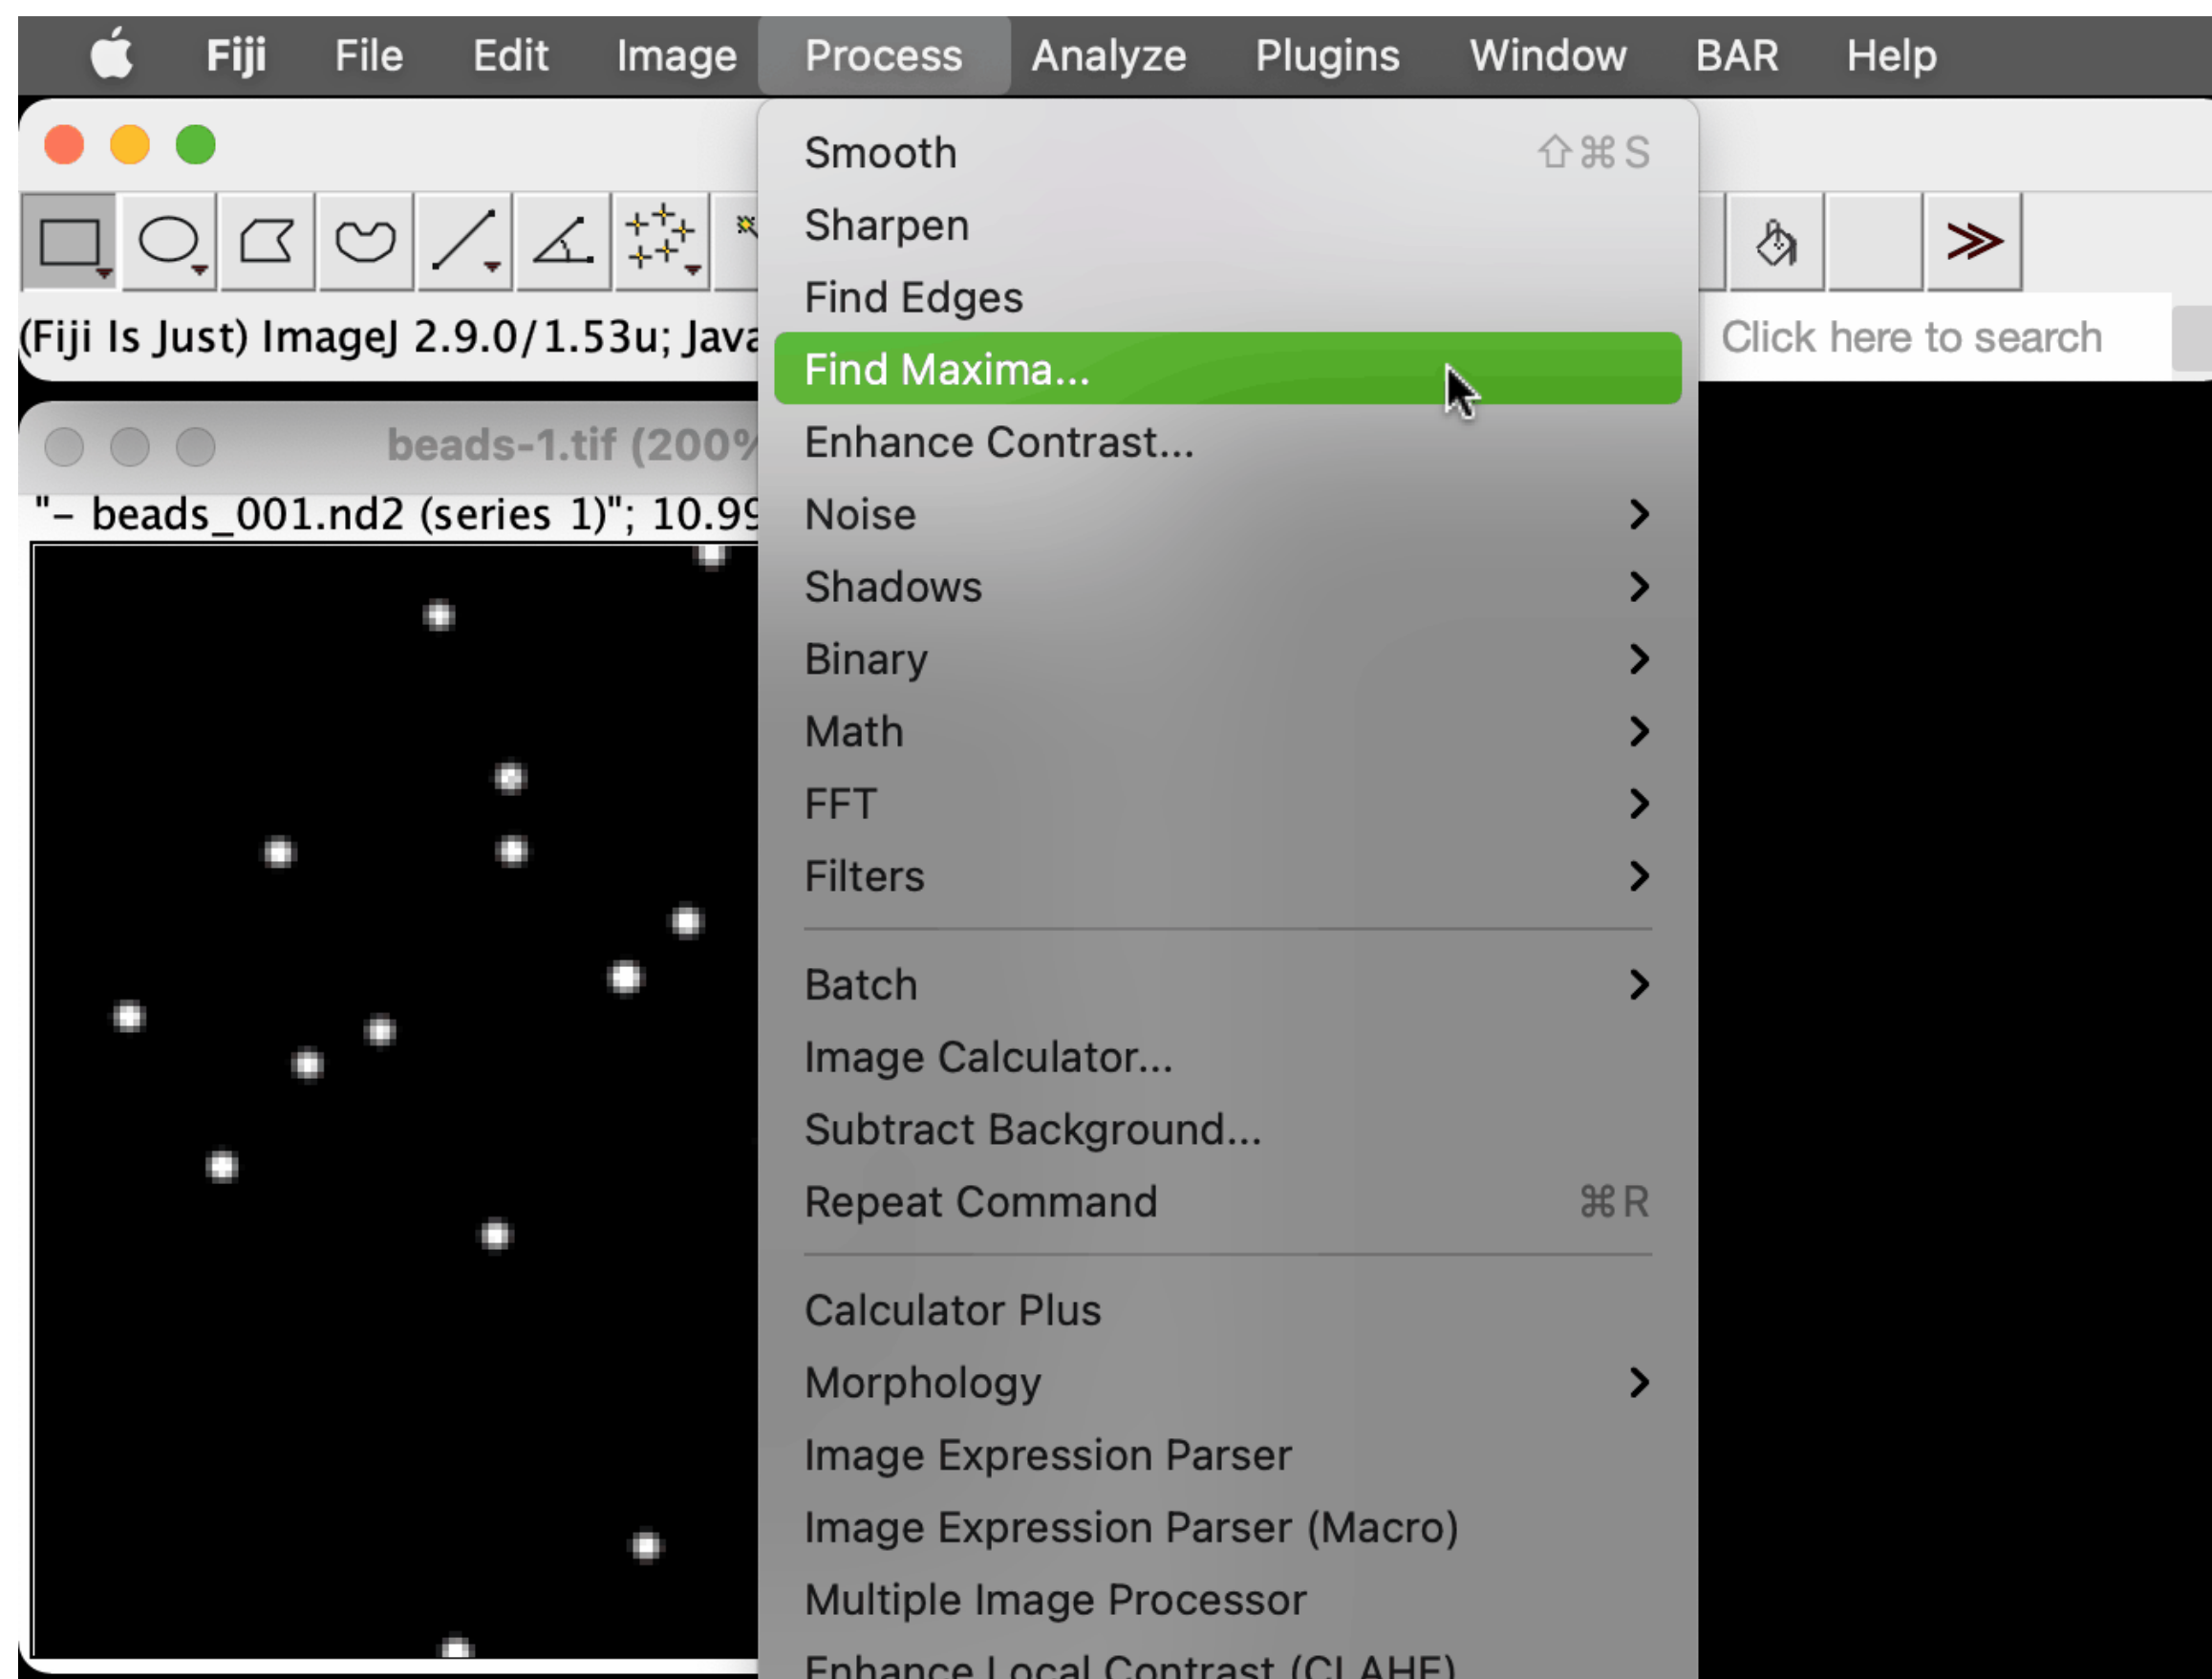 Fiji File Edit Image Process Analyze Plugins Window BAR Help
(Fiji Is Just) ImageJ 2.9.0/1.53u; Java
Click here to search
beads-1.tif (200%
"– beads_001.nd2 (series 1)"; 10.99
Smooth ⇧⌘S
Sharpen
Find Edges
Find Maxima...
Enhance Contrast...
Noise
Shadows
Binary
Math
FFT
Filters
Batch
Image Calculator...
Subtract Background...
Repeat Command ⌘R
Calculator Plus
Morphology
Image Expression Parser
Image Expression Parser (Macro)
Multiple Image Processor
Enhance Local Contrast (CLAHE)